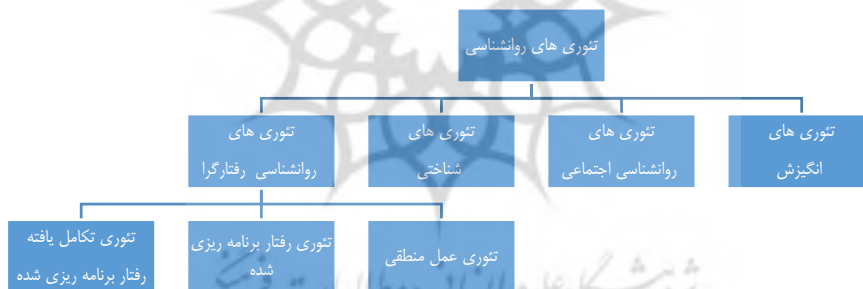 تئوری های روانشناسی
تئوری های
انگیزش
تئوری های
روانشناسی اجتماعی
تئوری های
شناختی
تئوری های
روانشناسی رفتارگرا
تئوری عمل منطقی
تئوری رفتار برنامه ریزی
شده
تئوری تکامل یافته
رفتار برنامه ریزی شده